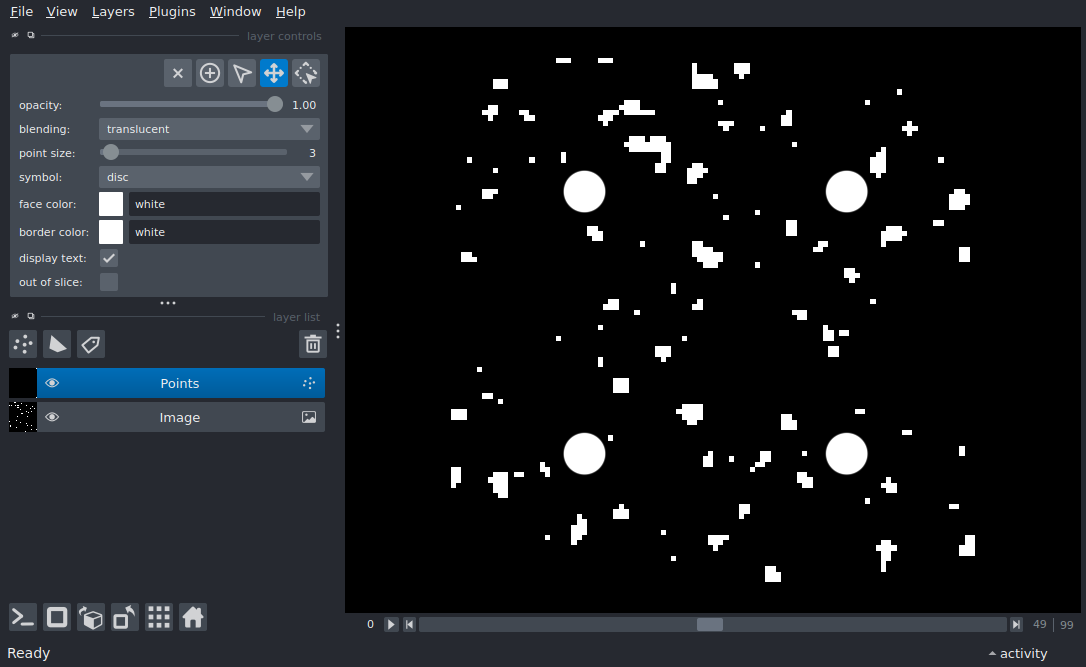 File View Layers Plugins Window Help
layer controls
opacity: 1.00
blending: translucent
point size: 3
symbol: disc
face color: white
border color: white
display text:
out of slice:
layer list
Points
Image
0 49 99
Ready activity